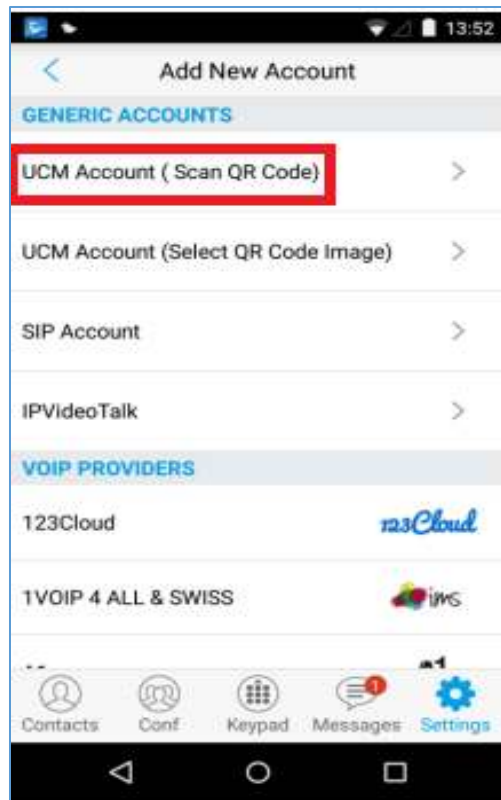 13:52
Add New Account
GENERIC ACCOUNTS
UCM Account ( Scan QR Code)
UCM Account (Select QR Code Image)
SIP Account
IPVideoTalk
VOIP PROVIDERS
123Cloud 123Cloud
1VOIP 4 ALL & SWISS ims
1
Contacts Conf Keypad Messages Settings